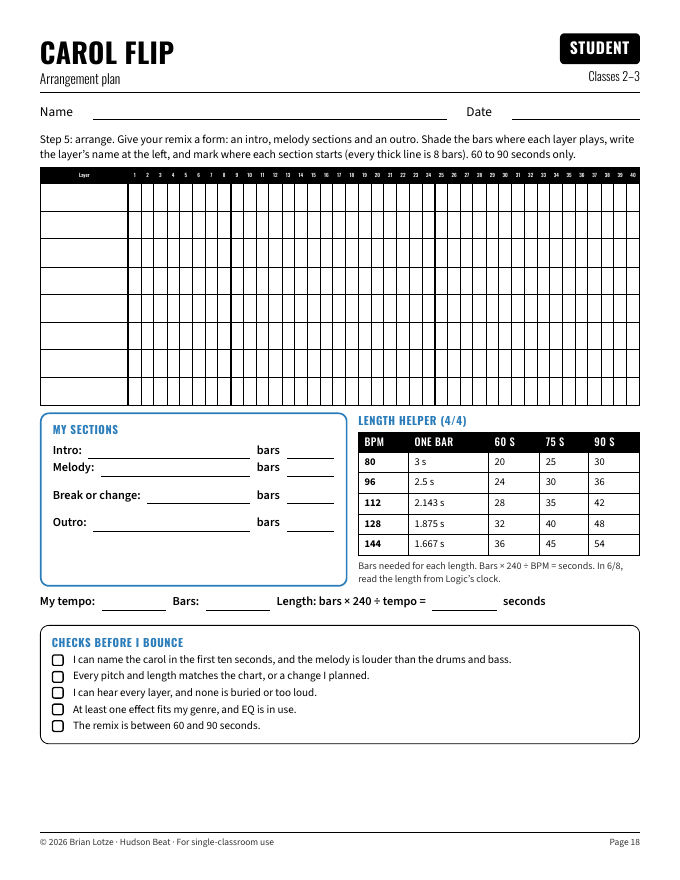 CAROL FLIP
STUDENT
Arrangement plan
Classes 2–3
Name
Date
Step 5: arrange. Give your remix a form: an intro, melody sections and an outro. Shade the bars where each layer plays, write
the layer's name at the left, and mark where each section starts (every thick line is 8 bars). 60 to 90 seconds only.
Layer 1 2 3 4 5 6 7 8 9 10 11 12 13 14 15 16 17 18 19 20 21 22 23 24 25 26 27 28 29 30 31 32 33 34 35 36 37 38 39 40
MY SECTIONS
Intro: bars
Melody: bars
Break or change: bars
Outro: bars
LENGTH HELPER (4/4)
BPM ONE BAR 60 S 75 S 90 S
80 3 s 20 25 30
96 2.5 s 24 30 36
112 2.143 s 28 35 42
128 1.875 s 32 40 48
144 1.667 s 36 45 54
Bars needed for each length. Bars × 240 ÷ BPM = seconds. In 6/8,
read the length from Logic's clock.
My tempo: Bars: Length: bars × 240 ÷ tempo = seconds
CHECKS BEFORE I BOUNCE
I can name the carol in the first ten seconds, and the melody is louder than the drums and bass.
Every pitch and length matches the chart, or a change I planned.
I can hear every layer, and none is buried or too loud.
At least one effect fits my genre, and EQ is in use.
The remix is between 60 and 90 seconds.
© 2026 Brian Lotze · Hudson Beat · For single-classroom use
Page 18